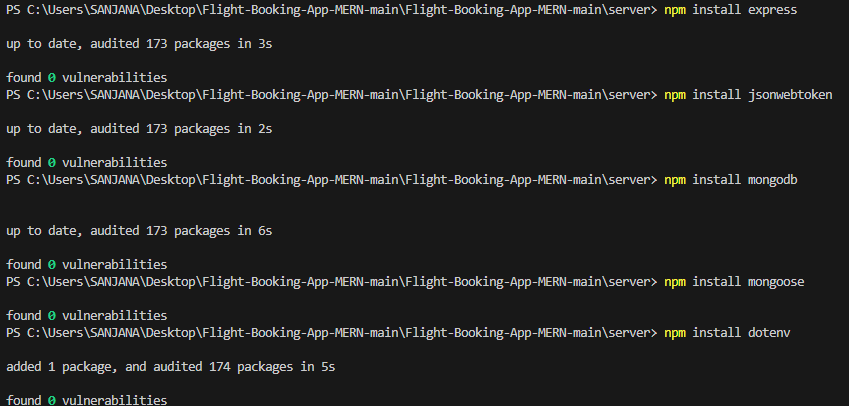 PS C:\Users\SANJANA\Desktop\Flight-Booking-App-MERN-main\Flight-Booking-App-MERN-main\server> npm install express
up to date, audited 173 packages in 3s
found 0 vulnerabilities
PS C:\Users\SANJANA\Desktop\Flight-Booking-App-MERN-main\Flight-Booking-App-MERN-main\server> npm install jsonwebtoken
up to date, audited 173 packages in 2s
found 0 vulnerabilities
PS C:\Users\SANJANA\Desktop\Flight-Booking-App-MERN-main\Flight-Booking-App-MERN-main\server> npm install mongodb
up to date, audited 173 packages in 6s
found 0 vulnerabilities
PS C:\Users\SANJANA\Desktop\Flight-Booking-App-MERN-main\Flight-Booking-App-MERN-main\server> npm install mongoose
found 0 vulnerabilities
PS C:\Users\SANJANA\Desktop\Flight-Booking-App-MERN-main\Flight-Booking-App-MERN-main\server> npm install dotenv
added 1 package, and audited 174 packages in 5s
found 0 vulnerabilities